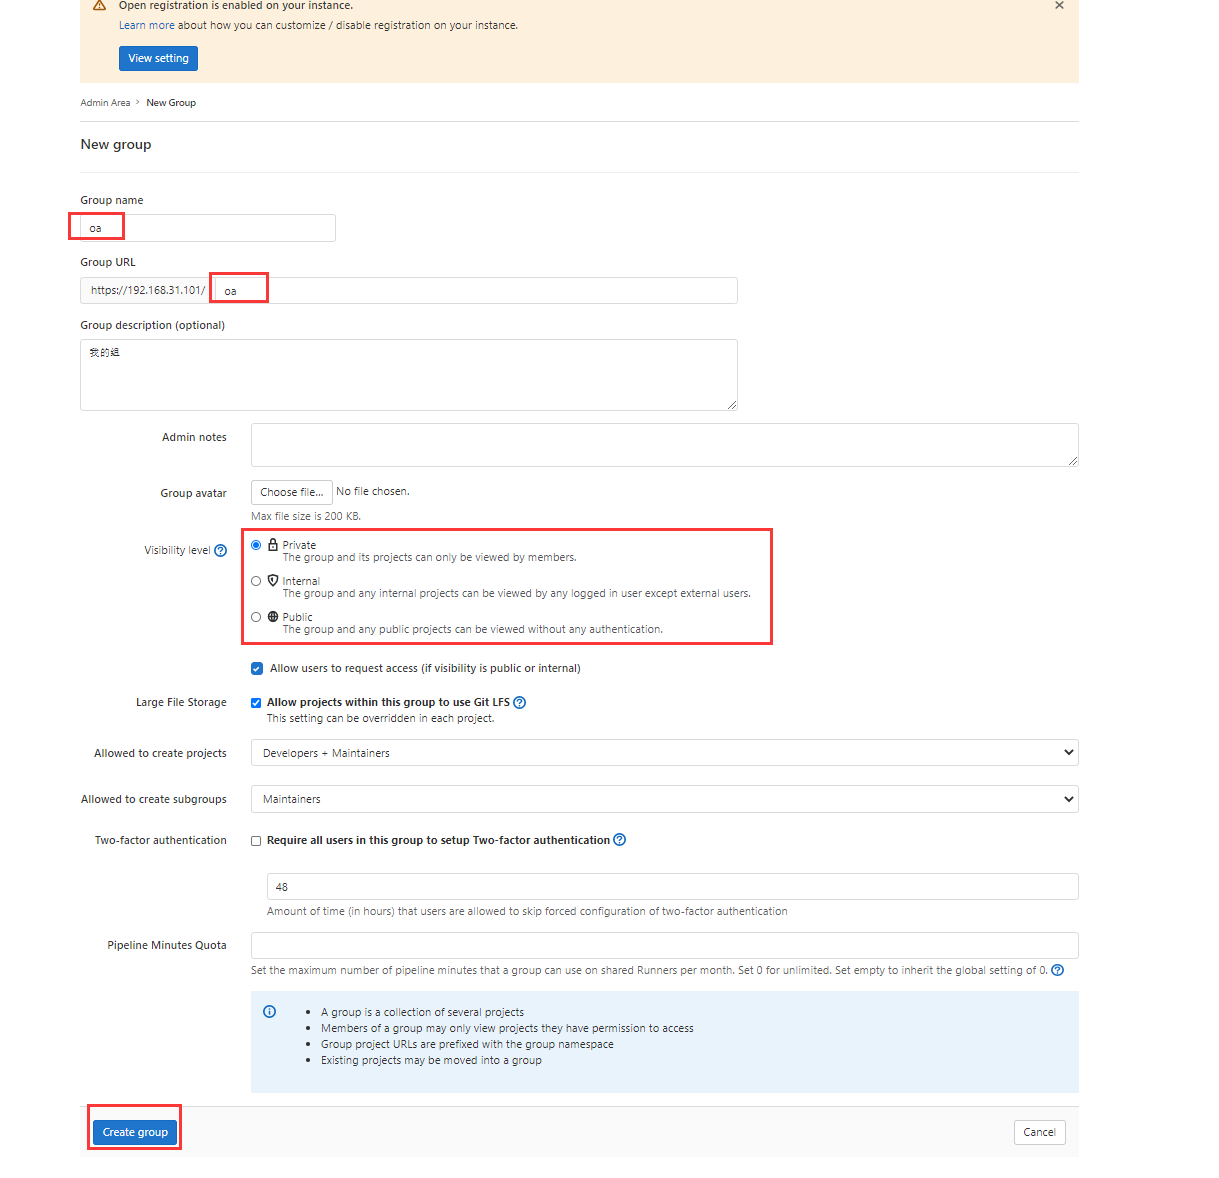 Open registration is enabled on your instance.
Learn more about how you can customize / disable registration on your instance.
View setting
Admin Area > New Group
New group
Group name
oa
Group URL
https://192.168.31.101/ oa
Group description (optional)
我的组
Admin notes
Group avatar
Choose file... No file chosen.
Max file size is 200 KB.
Visibility level
Private
The group and its projects can only be viewed by members.
Internal
The group and any internal projects can be viewed by any logged in user except external users.
Public
The group and any public projects can be viewed without any authentication.
Allow users to request access (if visibility is public or internal)
Large File Storage
Allow projects within this group to use Git LFS
This setting can be overridden in each project.
Allowed to create projects
Developers + Maintainers
Allowed to create subgroups
Maintainers
Two-factor authentication
Require all users in this group to setup Two-factor authentication
48
Amount of time (in hours) that users are allowed to skip forced configuration of two-factor authentication
Pipeline Minutes Quota
Set the maximum number of pipeline minutes that a group can use on shared Runners per month. Set 0 for unlimited. Set empty to inherit the global setting of 0.
A group is a collection of several projects
Members of a group may only view projects they have permission to access
Group project URLs are prefixed with the group namespace
Existing projects may be moved into a group
Create group
Cancel